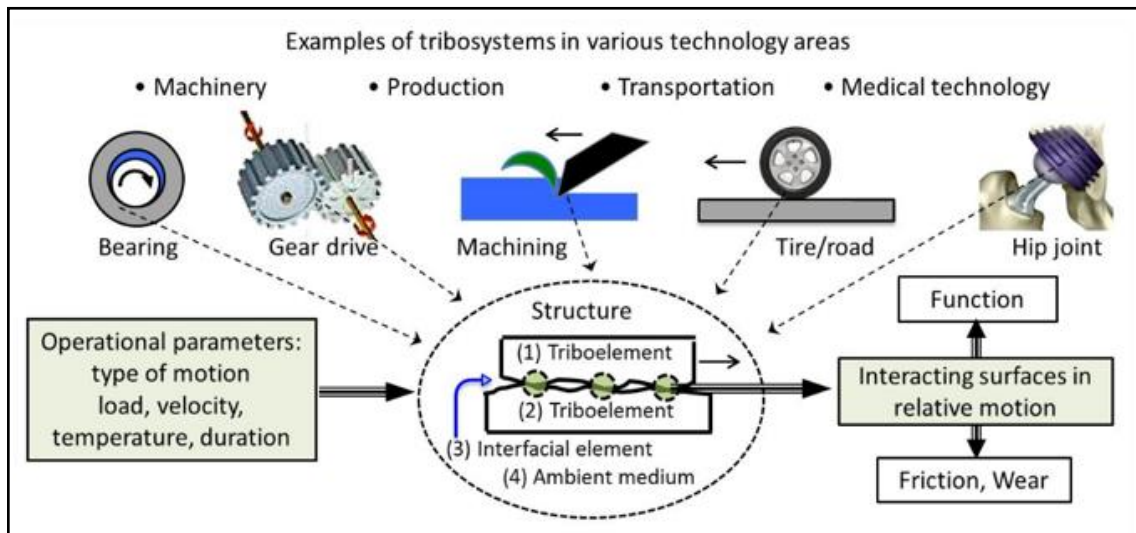 Examples of tribosystems in various technology areas
• Machinery
• Production
• Transportation
• Medical technology
Bearing
Gear drive
Machining
Tire/road
Hip joint
Operational parameters:
type of motion
load, velocity,
temperature, duration
Structure
(1) Triboelement
(2) Triboelement
(3) Interfacial element
(4) Ambient medium
Function
Interacting surfaces in
relative motion
Friction, Wear